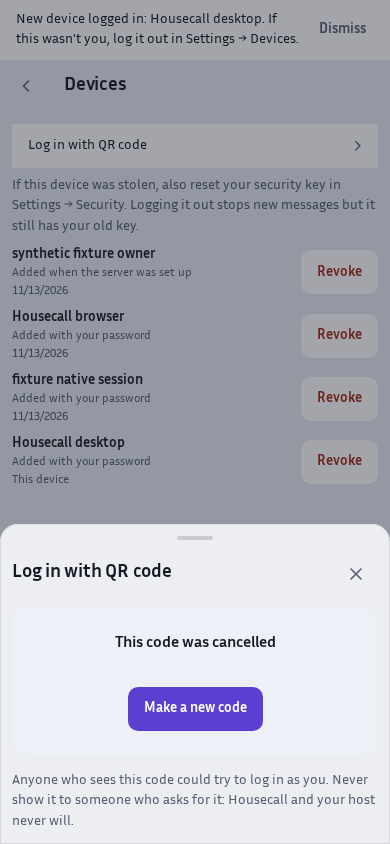 New device logged in: Housecall desktop. If
this wasn't you, log it out in Settings → Devices.
Dismiss
Devices
Log in with QR code
If this device was stolen, also reset your security key in
Settings → Security. Logging it out stops new messages but it
still has your old key.
synthetic fixture owner
Added when the server was set up
11/13/2026
Revoke
Housecall browser
Added with your password
11/13/2026
Revoke
fixture native session
Added with your password
11/13/2026
Revoke
Housecall desktop
Added with your password
This device
Revoke
Log in with QR code
This code was cancelled
Make a new code
Anyone who sees this code could try to log in as you. Never
show it to someone who asks for it: Housecall and your host
never will.